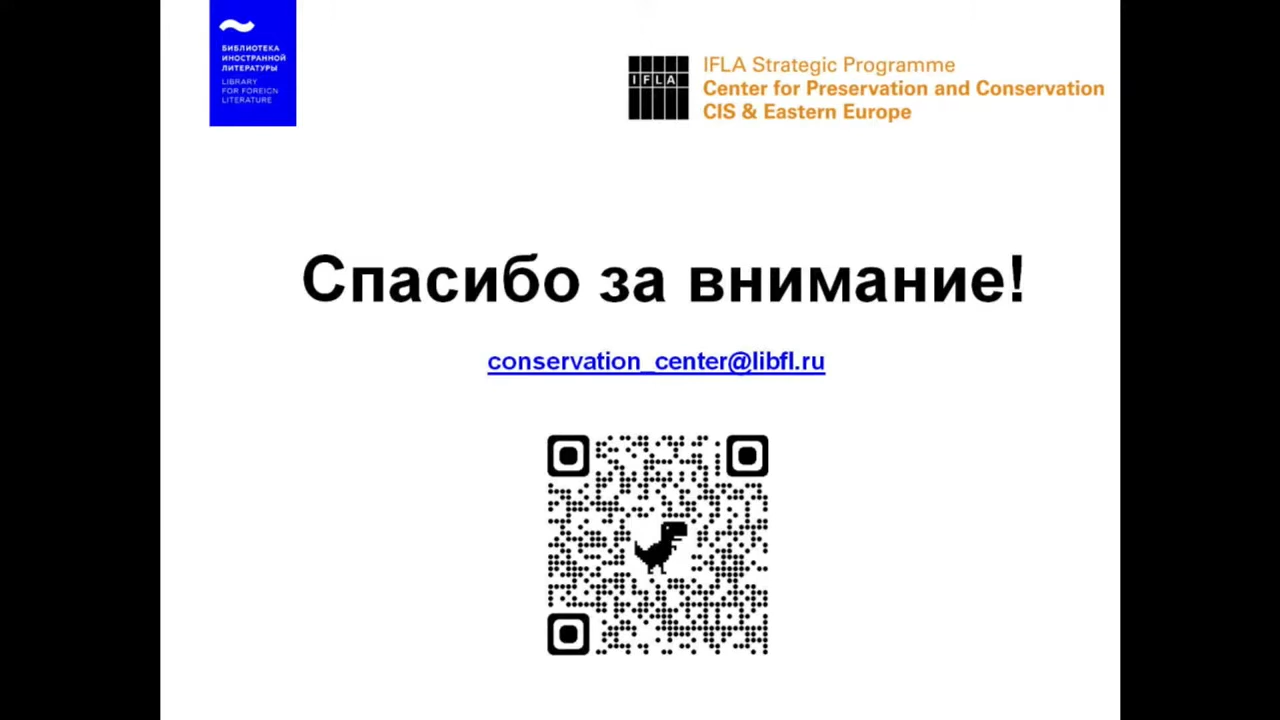 БИБЛИОТЕКА
ИНОСТРАННОЙ
ЛИТЕРАТУРЫ
LIBRARY
FOR FOREIGN
LITERATURE
IFLA
IFLA Strategic Programme
Center for Preservation and Conservation
CIS & Eastern Europe
Спасибо за внимание!
conservation_center@libfl.ru